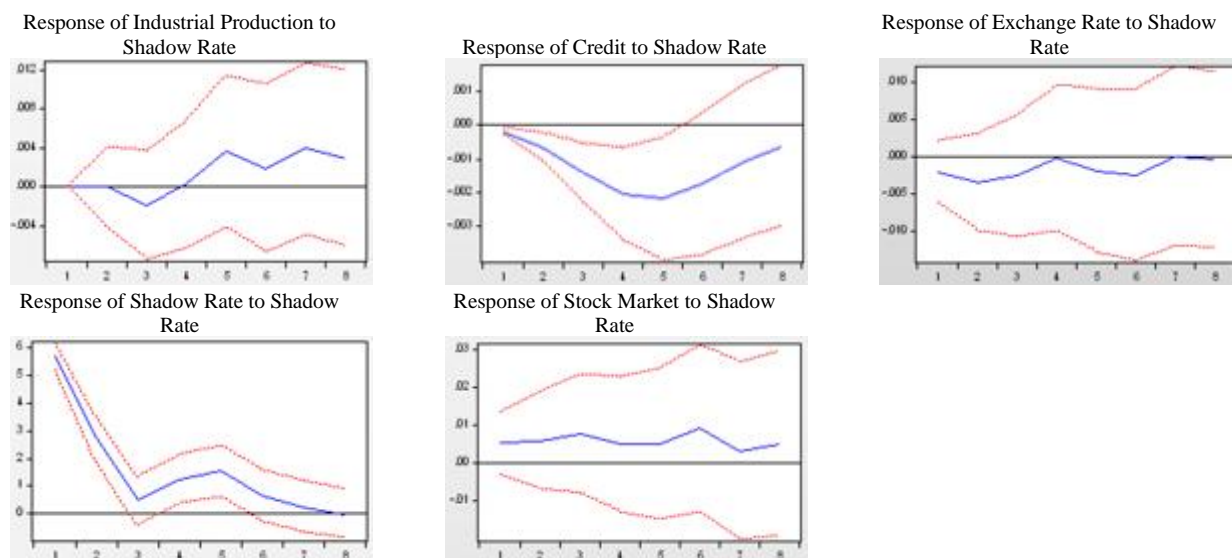 Response of Industrial Production to
Shadow Rate
.012
.008
.004
.000
-.004
1 2 3 4 5 6 7 8
Response of Credit to Shadow Rate
.001
.000
-.001
-.002
-.003
1 2 3 4 5 6 7 8
Response of Exchange Rate to Shadow
Rate
.010
.005
.000
-.005
-.010
1 2 3 4 5 6 7 8
Response of Shadow Rate to Shadow
Rate
6
5
4
3
2
1
0
1 2 3 4 5 6 7 8
Response of Stock Market to Shadow
Rate
.03
.02
.01
.00
-.01
1 2 3 4 5 6 7 8